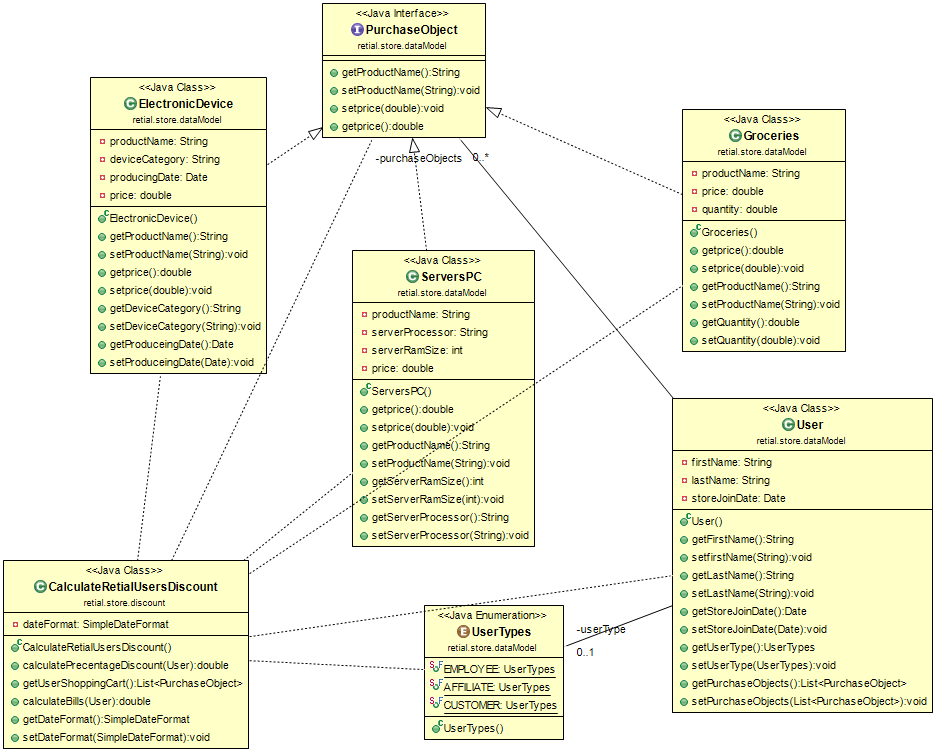 <<Java Interface>>
PurchaseObject
retial.store.dataModel
getProductName():String
setProductName(String):void
setprice(double):void
getprice():double
<<Java Class>>
ElectronicDevice
retial.store.dataModel
productName: String
deviceCategory: String
producingDate: Date
price: double
ElectronicDevice()
getProductName():String
setProductName(String):void
getprice():double
setprice(double):void
getDeviceCategory():String
setDeviceCategory(String):void
getProduceingDate():Date
setProduceingDate(Date):void
<<Java Class>>
Groceries
retial.store.dataModel
productName: String
price: double
quantity: double
Groceries()
getprice():double
setprice(double):void
getProductName():String
setProductName(String):void
getQuantity():double
setQuantity(double):void
-purchaseObjects 0..*
<<Java Class>>
ServersPC
retial.store.dataModel
productName: String
serverProcessor: String
serverRamSize: int
price: double
ServersPC()
getprice():double
setprice(double):void
getProductName():String
setProductName(String):void
getServerRamSize():int
setServerRamSize(int):void
getServerProcessor():String
setServerProcessor(String):void
<<Java Class>>
User
retial.store.dataModel
firstName: String
lastName: String
storeJoinDate: Date
User()
getFirstName():String
setfirstName(String):void
getLastName():String
setLastName(String):void
getStoreJoinDate():Date
setStoreJoinDate(Date):void
getUserType():UserTypes
setUserType(UserTypes):void
getPurchaseObjects():List<PurchaseObject>
setPurchaseObjects(List<PurchaseObject>):void
<<Java Class>>
CalculateRetialUsersDiscount
retial.store.discount
dateFormat: SimpleDateFormat
CalculateRetialUsersDiscount()
calculatePrecentageDiscount(User):double
getUserShoppingCart():List<PurchaseObject>
calculateBills(User):double
getDateFormat():SimpleDateFormat
setDateFormat(SimpleDateFormat):void
<<Java Enumeration>>
UserTypes
retial.store.dataModel
EMPLOYEE: UserTypes
AFFILIATE: UserTypes
CUSTOMER: UserTypes
UserTypes()
-userType
0..1